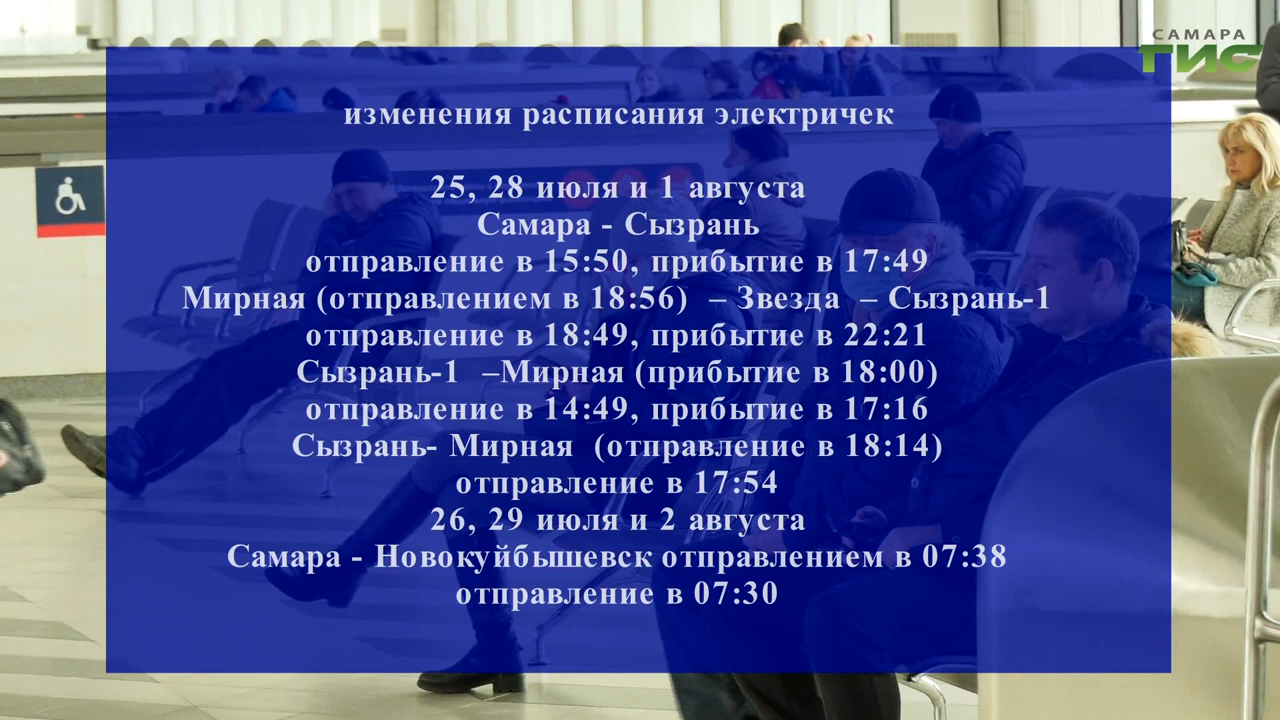 САМАРА
ГИС
изменения расписания электричек
25, 28 июля и 1 августа
Самара - Сызрань
отправление в 15:50, прибытие в 17:49
Мирная (отправлением в 18:56) – Звезда – Сызрань-1
отправление в 18:49, прибытие в 22:21
Сызрань-1 –Мирная (прибытие в 18:00)
отправление в 14:49, прибытие в 17:16
Сызрань- Мирная (отправление в 18:14)
отправление в 17:54
26, 29 июля и 2 августа
Самара - Новокуйбышевск отправлением в 07:38
отправление в 07:30